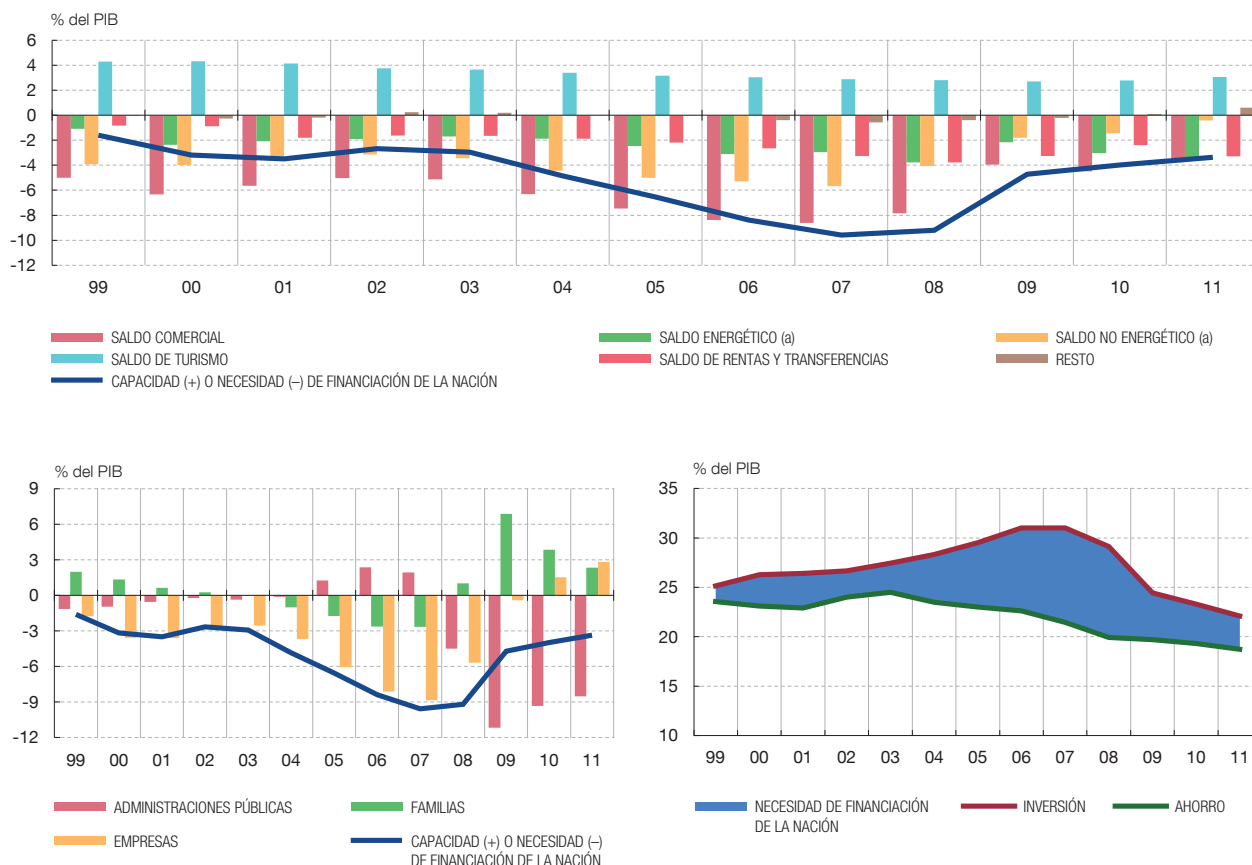 % del PIB
6
4
2
0
-2
-4
-6
-8
-10
-12
99 00 01 02 03 04 05 06 07 08 09 10 11
SALDO COMERCIAL SALDO ENERGÉTICO (a) SALDO NO ENERGÉTICO (a)
SALDO DE TURISMO SALDO DE RENTAS Y TRANSFERENCIAS RESTO
CAPACIDAD (+) O NECESIDAD (–) DE FINANCIACIÓN DE LA NACIÓN
% del PIB
9
6
3
0
-3
-6
-9
-12
99 00 01 02 03 04 05 06 07 08 09 10 11
ADMINISTRACIONES PÚBLICAS FAMILIAS
EMPRESAS CAPACIDAD (+) O NECESIDAD (–)
DE FINANCIACIÓN DE LA NACIÓN
% del PIB
35
30
25
20
15
10
99 00 01 02 03 04 05 06 07 08 09 10 11
NECESIDAD DE FINANCIACIÓN INVERSIÓN AHORRO
DE LA NACIÓN